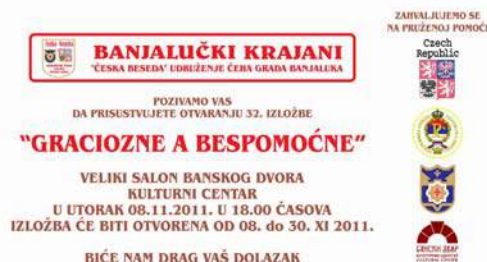 BANJALUČKI KRAJANI
"ČESKA BESEDA" UDRUŽENJE ČEHA GRADA BANJALUKA
POZIVAMO VAS
DA PRISUSTVUJETE OTVARANJU 32. IZLOŽBE
"GRACIOZNE A BESPOMOĆNE"
VELIKI SALON BANSKOG DVORA
KULTURNI CENTAR
U UTORAK 08.11.2011. U 18.00 ČASOVA
IZLOŽBA ĆE BITI OTVORENA OD 08. do 30. XI 2011.
BIĆE NAM DRAG VAŠ DOLAZAK
ZAHVALJUJEMO SE
NA PRUŽENOJ POMOĆI
Czech
Republic